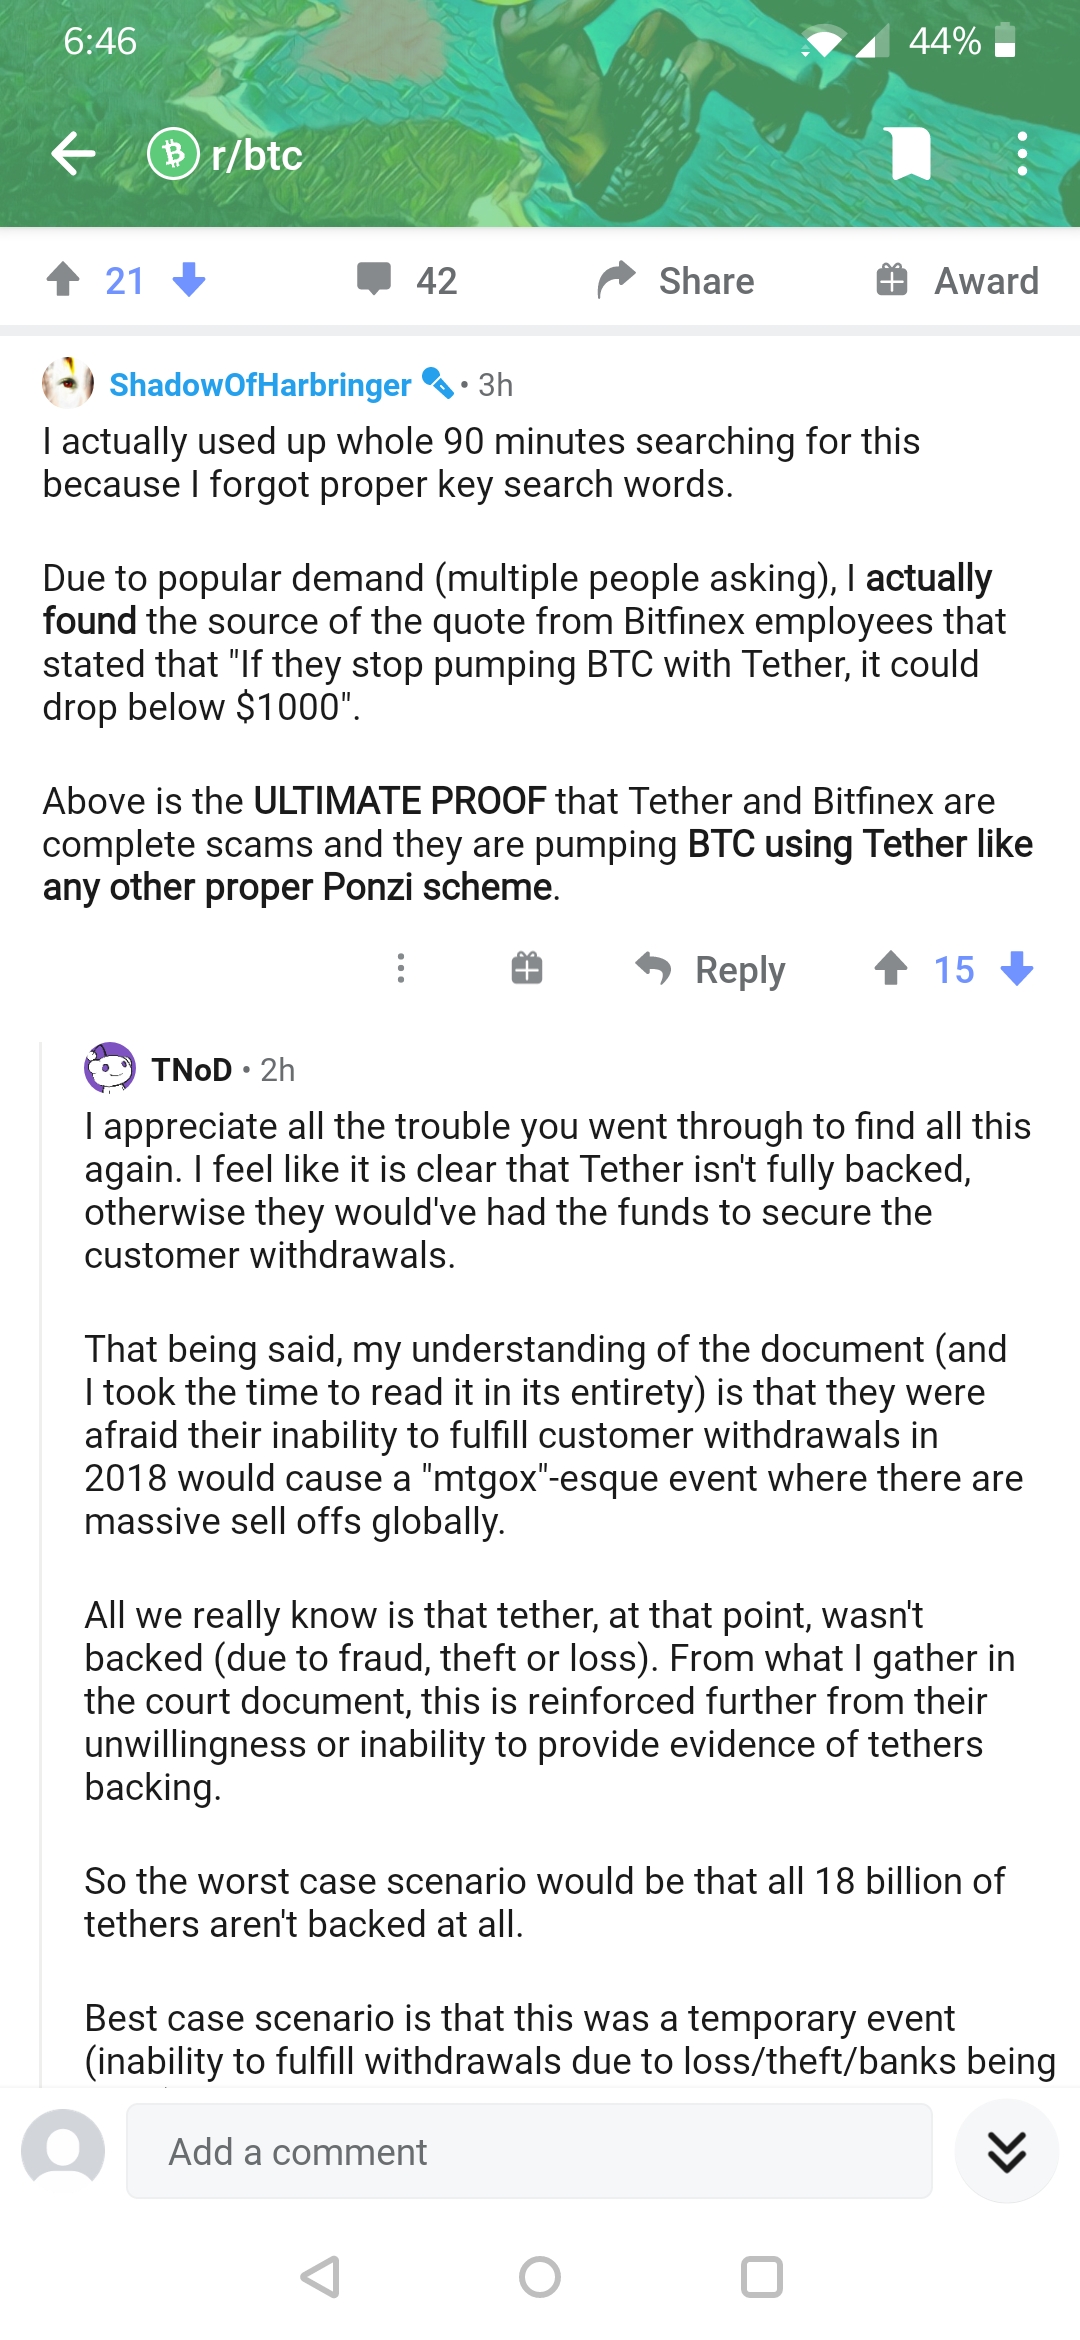 6:46
44%
r/btc
21
42
Share
Award
ShadowOfHarbringer • 3h
I actually used up whole 90 minutes searching for this
because I forgot proper key search words.
Due to popular demand (multiple people asking), I actually
found the source of the quote from Bitfinex employees that
stated that "If they stop pumping BTC with Tether, it could
drop below $1000".
Above is the ULTIMATE PROOF that Tether and Bitfinex are
complete scams and they are pumping BTC using Tether like
any other proper Ponzi scheme.
Reply
15
TNoD • 2h
I appreciate all the trouble you went through to find all this
again. I feel like it is clear that Tether isn't fully backed,
otherwise they would've had the funds to secure the
customer withdrawals.
That being said, my understanding of the document (and
I took the time to read it in its entirety) is that they were
afraid their inability to fulfill customer withdrawals in
2018 would cause a "mtgox"-esque event where there are
massive sell offs globally.
All we really know is that tether, at that point, wasn't
backed (due to fraud, theft or loss). From what I gather in
the court document, this is reinforced further from their
unwillingness or inability to provide evidence of tethers
backing.
So the worst case scenario would be that all 18 billion of
tethers aren't backed at all.
Best case scenario is that this was a temporary event
(inability to fulfill withdrawals due to loss/theft/banks being
Add a comment